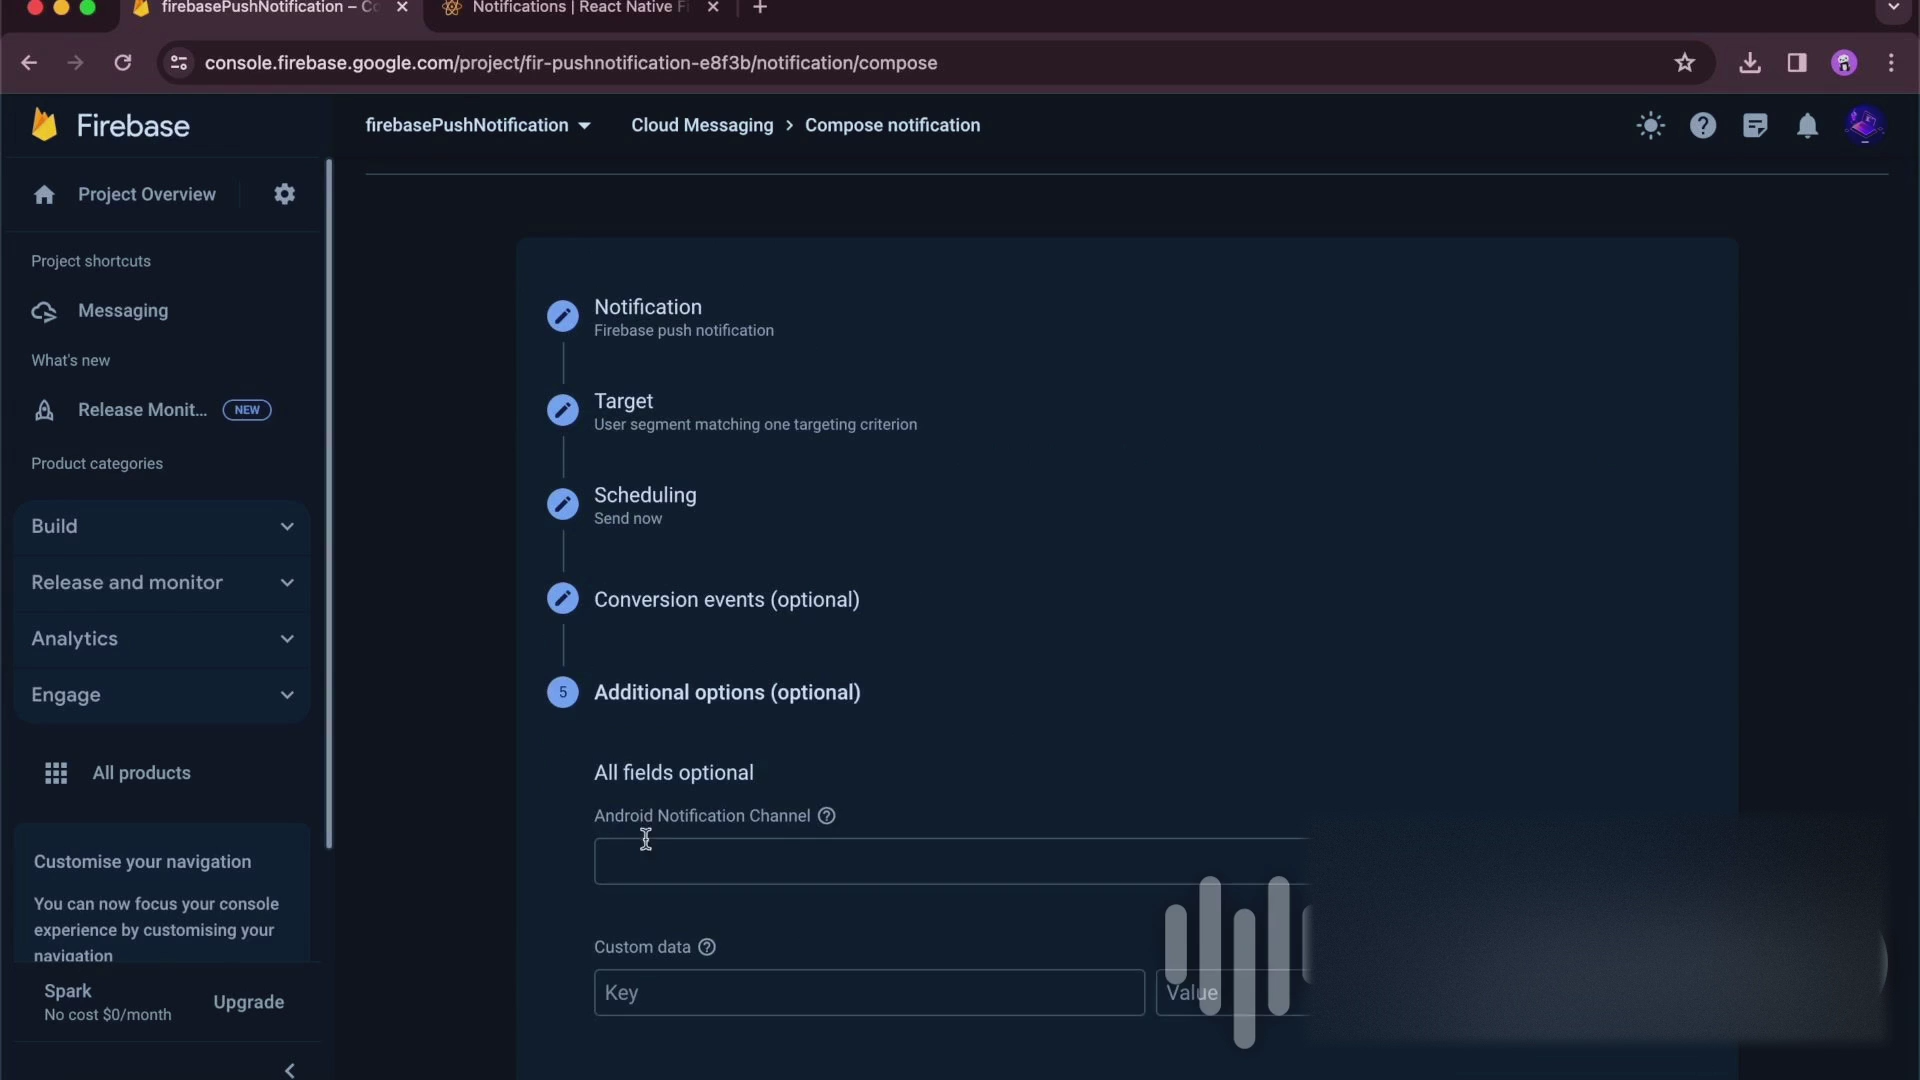 firebasePushNotification – Co
Notifications | React Native Fi
console.firebase.google.com/project/fir-pushnotification-e8f3b/notification/compose
Firebase
firebasePushNotification
Cloud Messaging > Compose notification
Project Overview
Project shortcuts
Messaging
What's new
Release Monit... NEW
Product categories
Build
Release and monitor
Analytics
Engage
All products
Customise your navigation
You can now focus your console
experience by customising your
navigation
Spark
No cost $0/month
Upgrade
Notification
Firebase push notification
Target
User segment matching one targeting criterion
Scheduling
Send now
Conversion events (optional)
5
Additional options (optional)
All fields optional
Android Notification Channel
Custom data
Key
Value